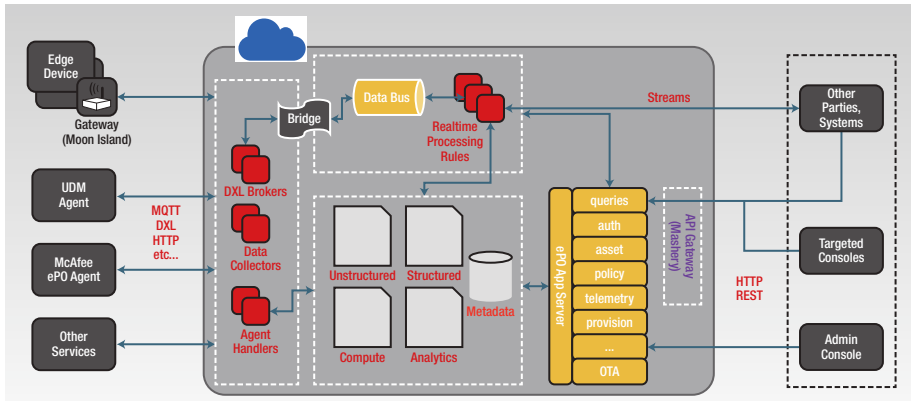 Edge
Device
Gateway
(Moon Island)
UDM
Agent
McAfee
ePO Agent
Other
Services
MQTT
DXL
HTTP
etc...
Bridge
DXL Brokers
Data
Collectors
Agent
Handlers
Data Bus
Realtime
Processing
Rules
Unstructured
Structured
Metadata
Compute
Analytics
ePO App Server
queries
auth
asset
policy
telemetry
provision
...
OTA
API Gateway
(Mashery)
Streams
HTTP
REST
Other
Parties,
Systems
Targeted
Consoles
Admin
Console